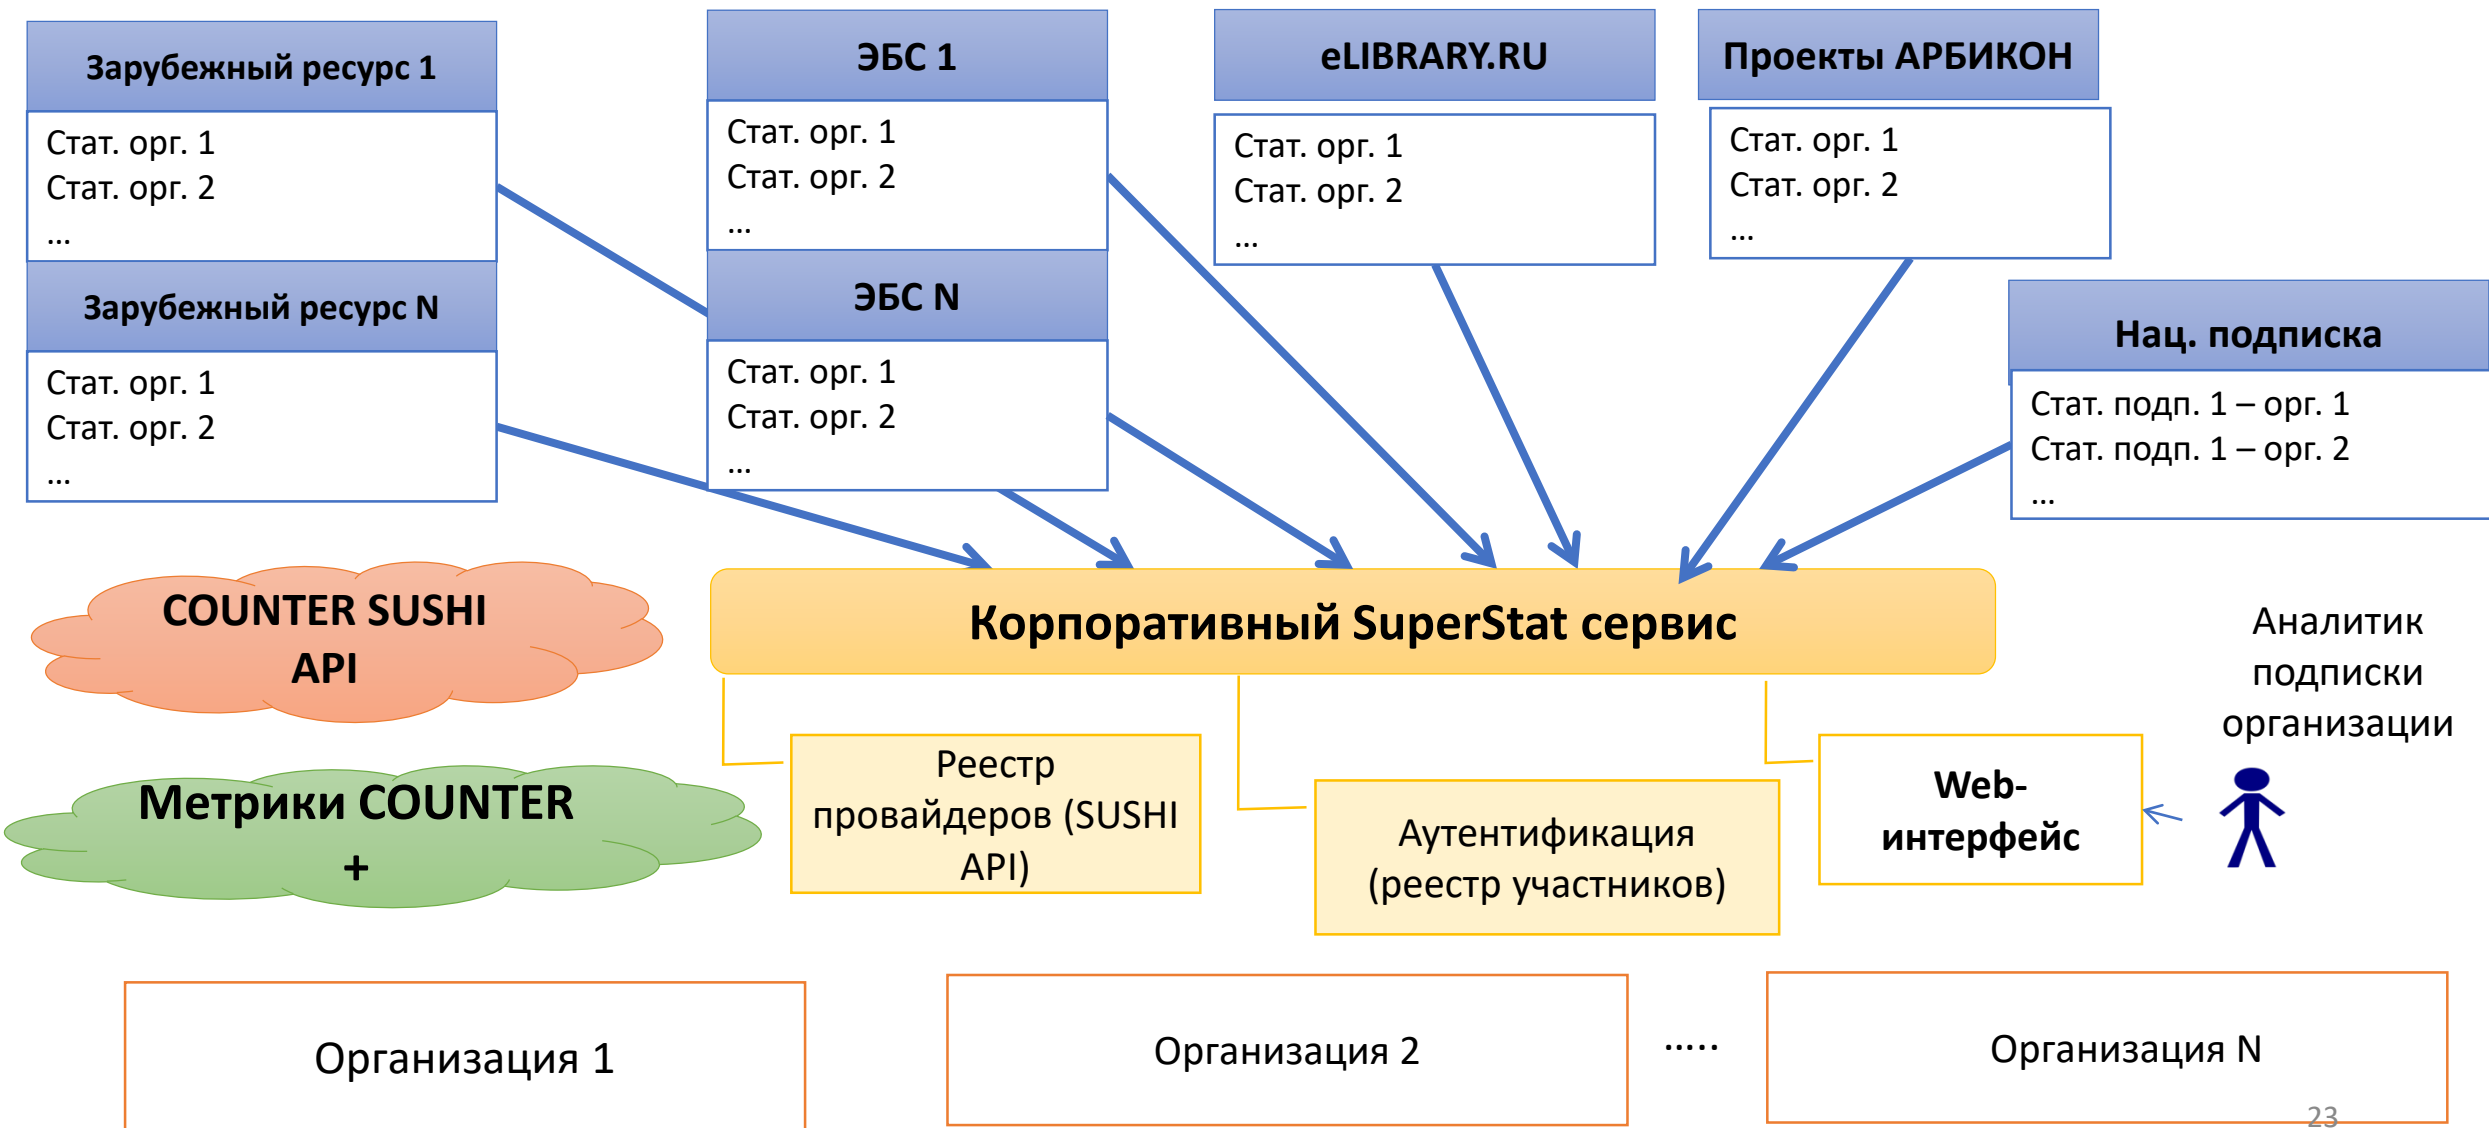 Зарубежный ресурс 1
Стат. орг. 1
Стат. орг. 2
...
Зарубежный ресурс N
Стат. орг. 1
Стат. орг. 2
...
ЭБС 1
Стат. орг. 1
Стат. орг. 2
...
ЭБС N
Стат. орг. 1
Стат. орг. 2
...
eLIBRARY.RU
Стат. орг. 1
Стат. орг. 2
...
Проекты АРБИКОН
Стат. орг. 1
Стат. орг. 2
...
Нац. подписка
Стат. подп. 1 – орг. 1
Стат. подп. 1 – орг. 2
...
COUNTER SUSHI
API
Корпоративный SuperStat сервис
Аналитик
подписки
организации
Метрики COUNTER
+
Реестр
провайдеров (SUSHI
API)
Аутентификация
(реестр участников)
Web-
интерфейс
Организация 1
Организация 2
.....
Организация N
23